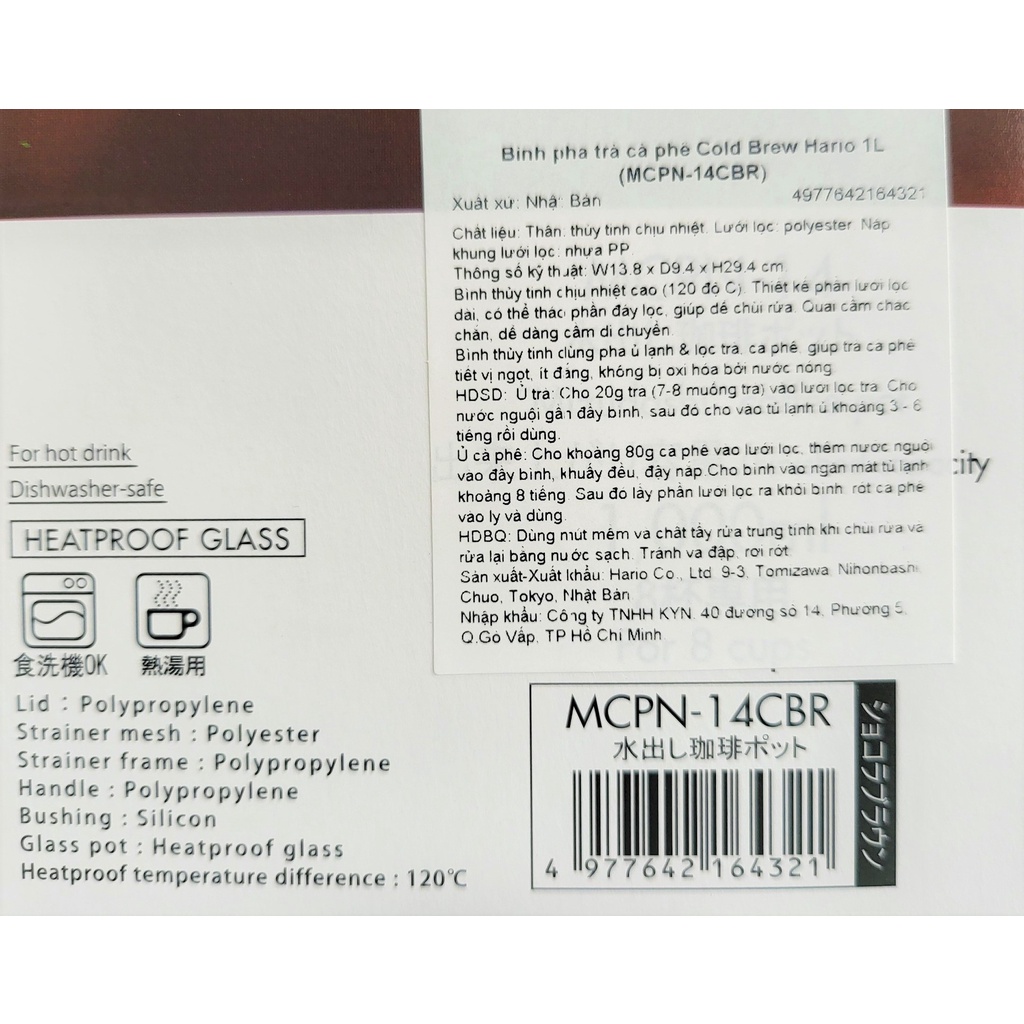 Bình pha trà cà phê Cold Brew Hario 1L
(MCPN-14CBR)
Xuất xứ: Nhật Bản
4977642164321
Chất liệu: Thân: thủy tinh chịu nhiệt. Lưới lọc: polyester. Nắp
khung lưới lọc: nhựa PP.
Thông số kỹ thuật: W13.8 x D9.4 x H29.4 cm.
Bình thủy tinh chịu nhiệt cao (120 độ C). Thiết kế phần lưới lọc
dài, có thể tháo phần đáy lọc, giúp dễ chùi rửa. Quai cầm chắc
chắn, dễ dàng cầm di chuyển.
Bình thủy tinh dùng pha ủ lạnh & lọc trà, cà phê, giúp trà cà phê
tiết vị ngọt, ít đắng, không bị oxi hóa bởi nước nóng.
HDSD: Ủ trà: Cho 20g trà (7-8 muỗng trà) vào lưới lọc trà. Cho
nước nguội gần đầy bình, sau đó cho vào tủ lạnh ủ khoảng 3 - 6
tiếng rồi dùng.
Ủ cà phê: Cho khoảng 80g cà phê vào lưới lọc, thêm nước nguội
vào đầy bình, khuấy đều, đậy nắp.Cho bình vào ngăn mát tủ lạnh
khoảng 8 tiếng. Sau đó lấy phần lưới lọc ra khỏi bình, rót cà phê
vào ly và dùng.
HDBQ: Dùng mút mềm và chất tẩy rửa trung tính khi chùi rửa và
rửa lại bằng nước sạch. Tránh va đập, rơi rớt.
Sản xuất-Xuất khẩu: Hario Co., Ltd. 9-3, Tomizawa, Nihonbashi,
Chuo, Tokyo, Nhật Bản.
Nhập khẩu: Công ty TNHH KYN. 40 đường số 14, Phường 5,
Q.Gò Vấp, TP Hồ Chí Minh.
city
For 8 cups
For hot drink
Dishwasher-safe
HEATPROOF GLASS
食洗機OK 熱湯用
Lid : Polypropylene
Strainer mesh : Polyester
Strainer frame : Polypropylene
Handle : Polypropylene
Bushing : Silicon
Glass pot : Heatproof glass
Heatproof temperature difference : 120℃
MCPN-14CBR
水出し珈琲ポット
4 977642 164321
ショコラブラウン